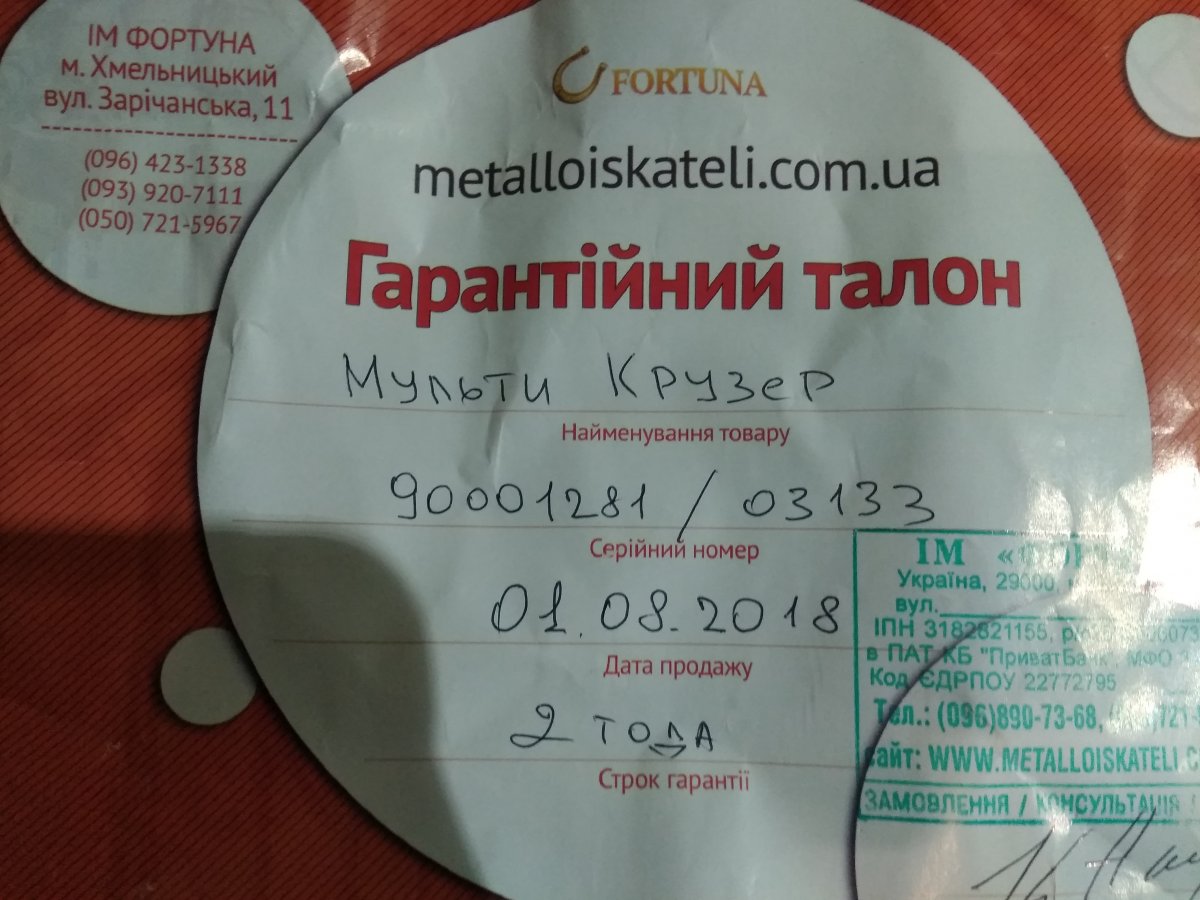 ІМ ФОРТУНА
м. Хмельницький
вул. Зарічанська, 11
(096) 423-1338
(093) 920-7111
(050) 721-5967
FORTUNA
metalloiskateli.com.ua
Гарантійний талон
Мульти Крузер
Найменування товару
90001281 / 03133
Серійний номер
01.08.2018
Дата продажу
2 года
Строк гарантії
ІМ
Україна, 29000,
вул.
ІПН 3182621155,
в ПАТ КБ "ПриватБанк", МФО
Код ЄДРПОУ 22772795
Тел.: (096)890-73-68,
сайт: WWW.METALLOISKATELI.C
ЗАМОВЛЕННЯ / КОНСУЛЬТАЦІЯ